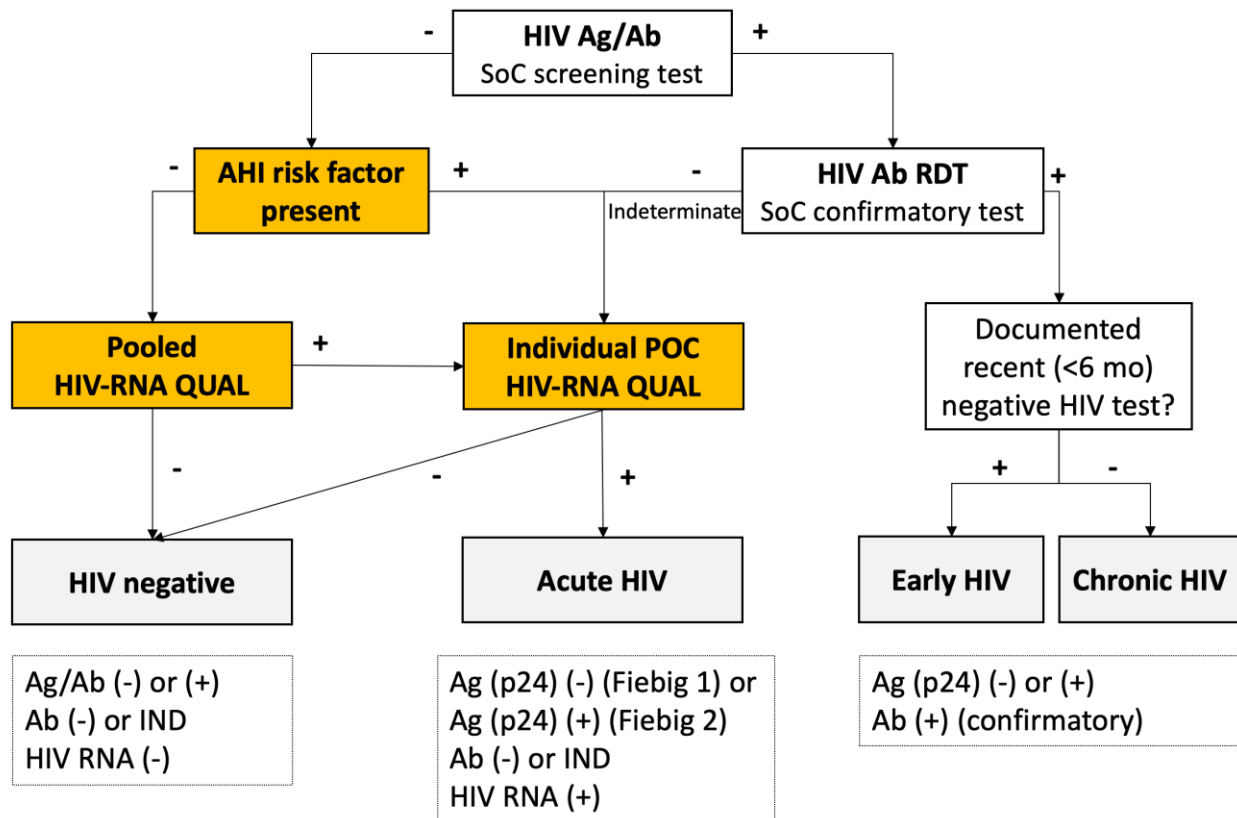 -
HIV Ag/Ab
SoC screening test
+
-
AHI risk factor
present
+
-
Indeterminate
HIV Ab RDT
SoC confirmatory test
+
Pooled
HIV-RNA QUAL
+
Individual POC
HIV-RNA QUAL
Documented
recent (<6 mo)
negative HIV test?
-
-
+
+
-
HIV negative
Acute HIV
Early HIV
Chronic HIV
Ag/Ab (-) or (+)
Ab (-) or IND
HIV RNA (-)
Ag (p24) (-) (Fiebig 1) or
Ag (p24) (+) (Fiebig 2)
Ab (-) or IND
HIV RNA (+)
Ag (p24) (-) or (+)
Ab (+) (confirmatory)